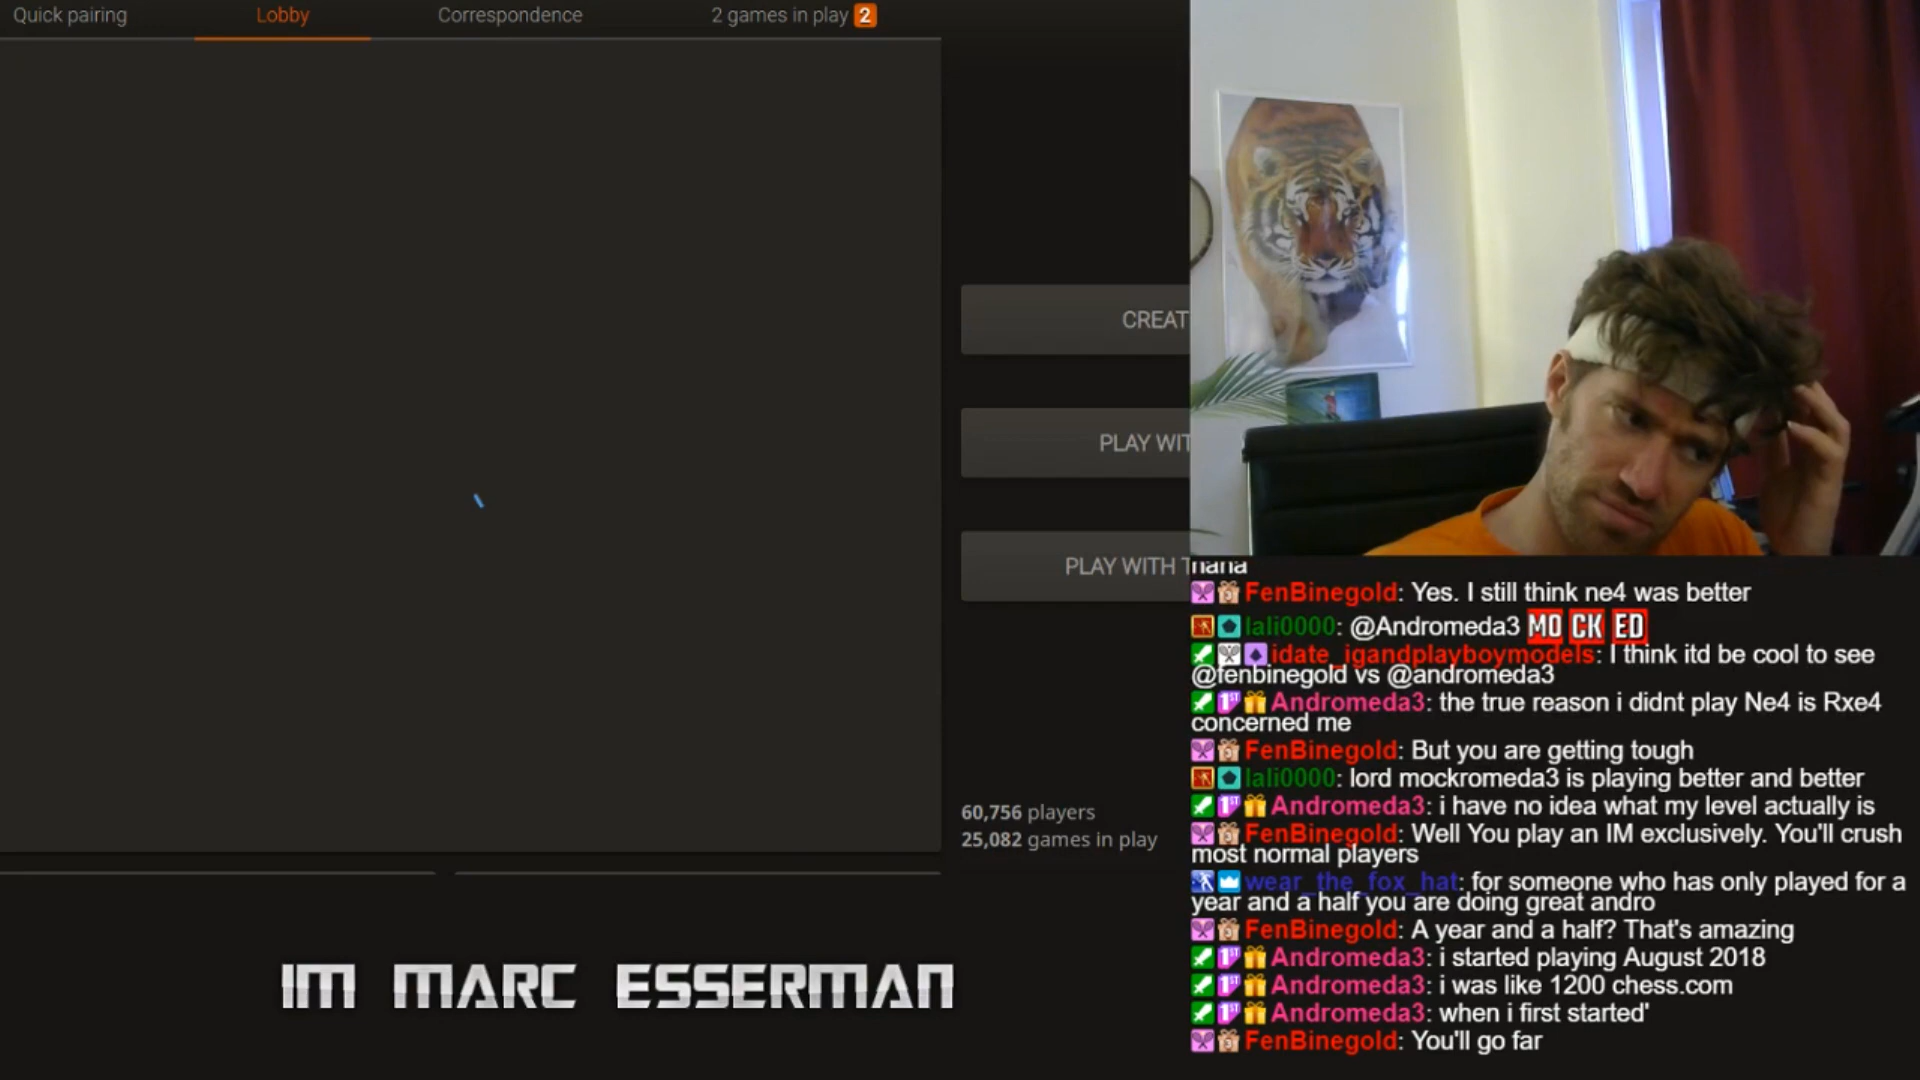 Quick pairing
Lobby
Correspondence
2 games in play 2
CREAT
PLAY WIT
PLAY WITH T
60,756 players
25,082 games in play
IM MARC ESSERMAN
haha
FenBinegold: Yes. I still think ne4 was better
lali0000: @Andromeda3 MO CK ED
idate_igandplayboymodels: I think itd be cool to see
@fenbinegold vs @andromeda3
1ST Andromeda3: the true reason i didnt play Ne4 is Rxe4
concerned me
FenBinegold: But you are getting tough
lali0000: lord mockromeda3 is playing better and better
1ST Andromeda3: i have no idea what my level actually is
FenBinegold: Well You play an IM exclusively. You'll crush
most normal players
wear_the_fox_hat: for someone who has only played for a
year and a half you are doing great andro
FenBinegold: A year and a half? That's amazing
1ST Andromeda3: i started playing August 2018
1ST Andromeda3: i was like 1200 chess.com
1ST Andromeda3: when i first started'
FenBinegold: You'll go far